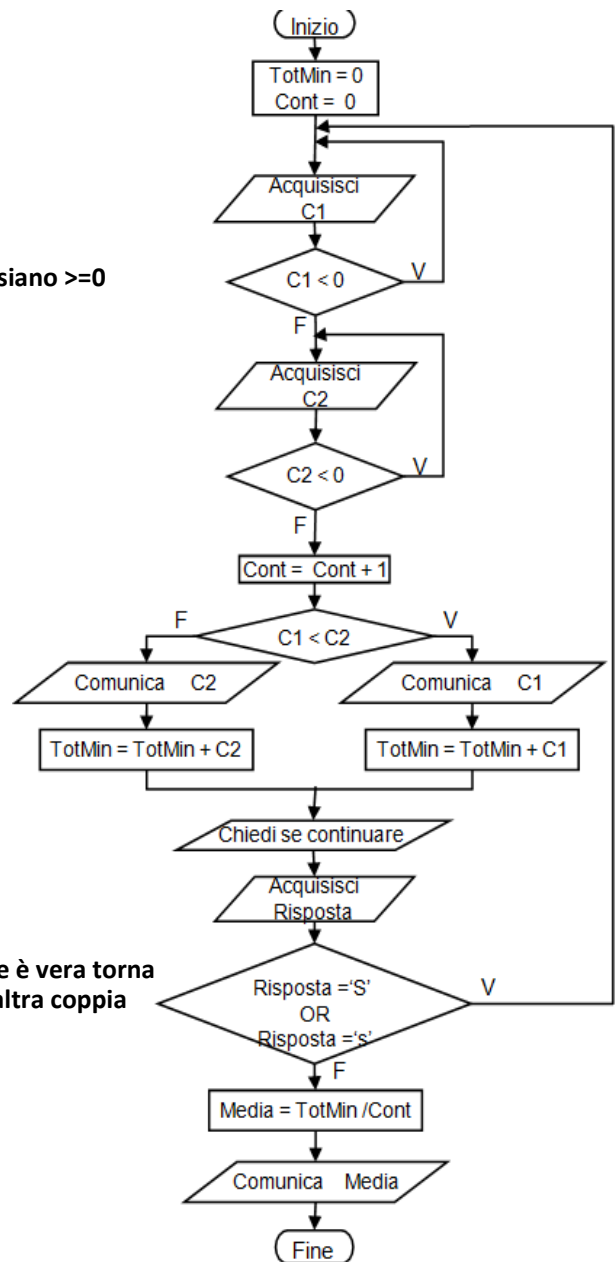 Inizio
TotMin = 0
Cont = 0
Acquisisci
C1
siano >=0
C1 < 0
V
F
Acquisisci
C2
C2 < 0
V
F
Cont = Cont + 1
F
C1 < C2
V
Comunica C2
Comunica C1
TotMin = TotMin + C2
TotMin = TotMin + C1
Chiedi se continuare
Acquisisci
Risposta
e è vera torna
altra coppia
Risposta =‘S’
OR
Risposta =‘s’
V
F
Media = TotMin /Cont
Comunica Media
Fine